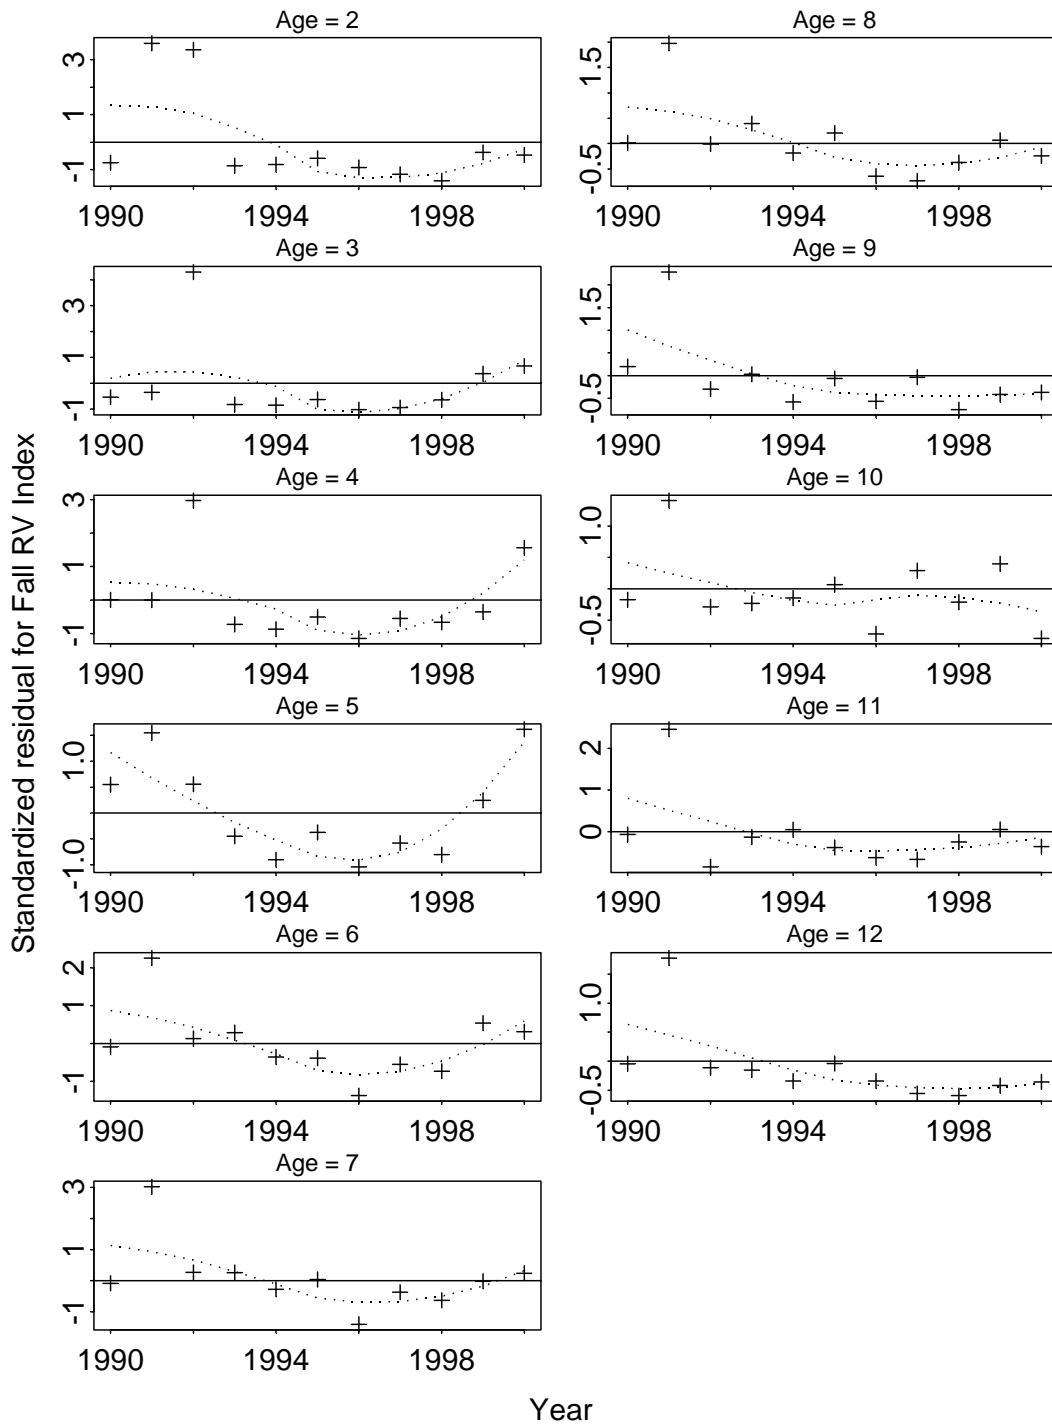 Standardized residual for Fall RV Index
Age = 2
3
1
-1
1990 1994 1998
Age = 3
3
1
-1
1990 1994 1998
Age = 4
3
1
-1
1990 1994 1998
Age = 5
1.0
-1.0
1990 1994 1998
Age = 6
2
1
-1
1990 1994 1998
Age = 7
3
1
-1
1990 1994 1998
Age = 8
1.5
-0.5
1990 1994 1998
Age = 9
1.5
-0.5
1990 1994 1998
Age = 10
1.0
-0.5
1990 1994 1998
Age = 11
2
0
1990 1994 1998
Age = 12
1.0
-0.5
1990 1994 1998
Year